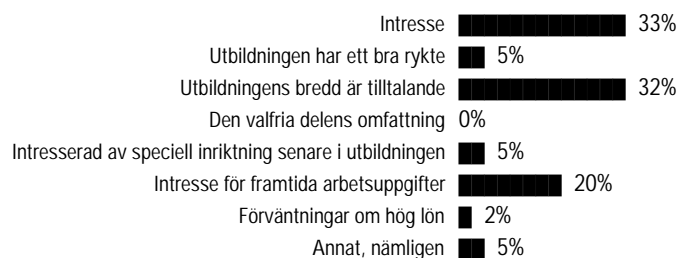 Intresse 33%
Utbildningen har ett bra rykte 5%
Utbildningens bredd är tilltalande 32%
Den valfria delens omfattning 0%
Intresserad av speciell inriktning senare i utbildningen 5%
Intresse för framtida arbetsuppgifter 20%
Förväntningar om hög lön 2%
Annat, nämligen 5%